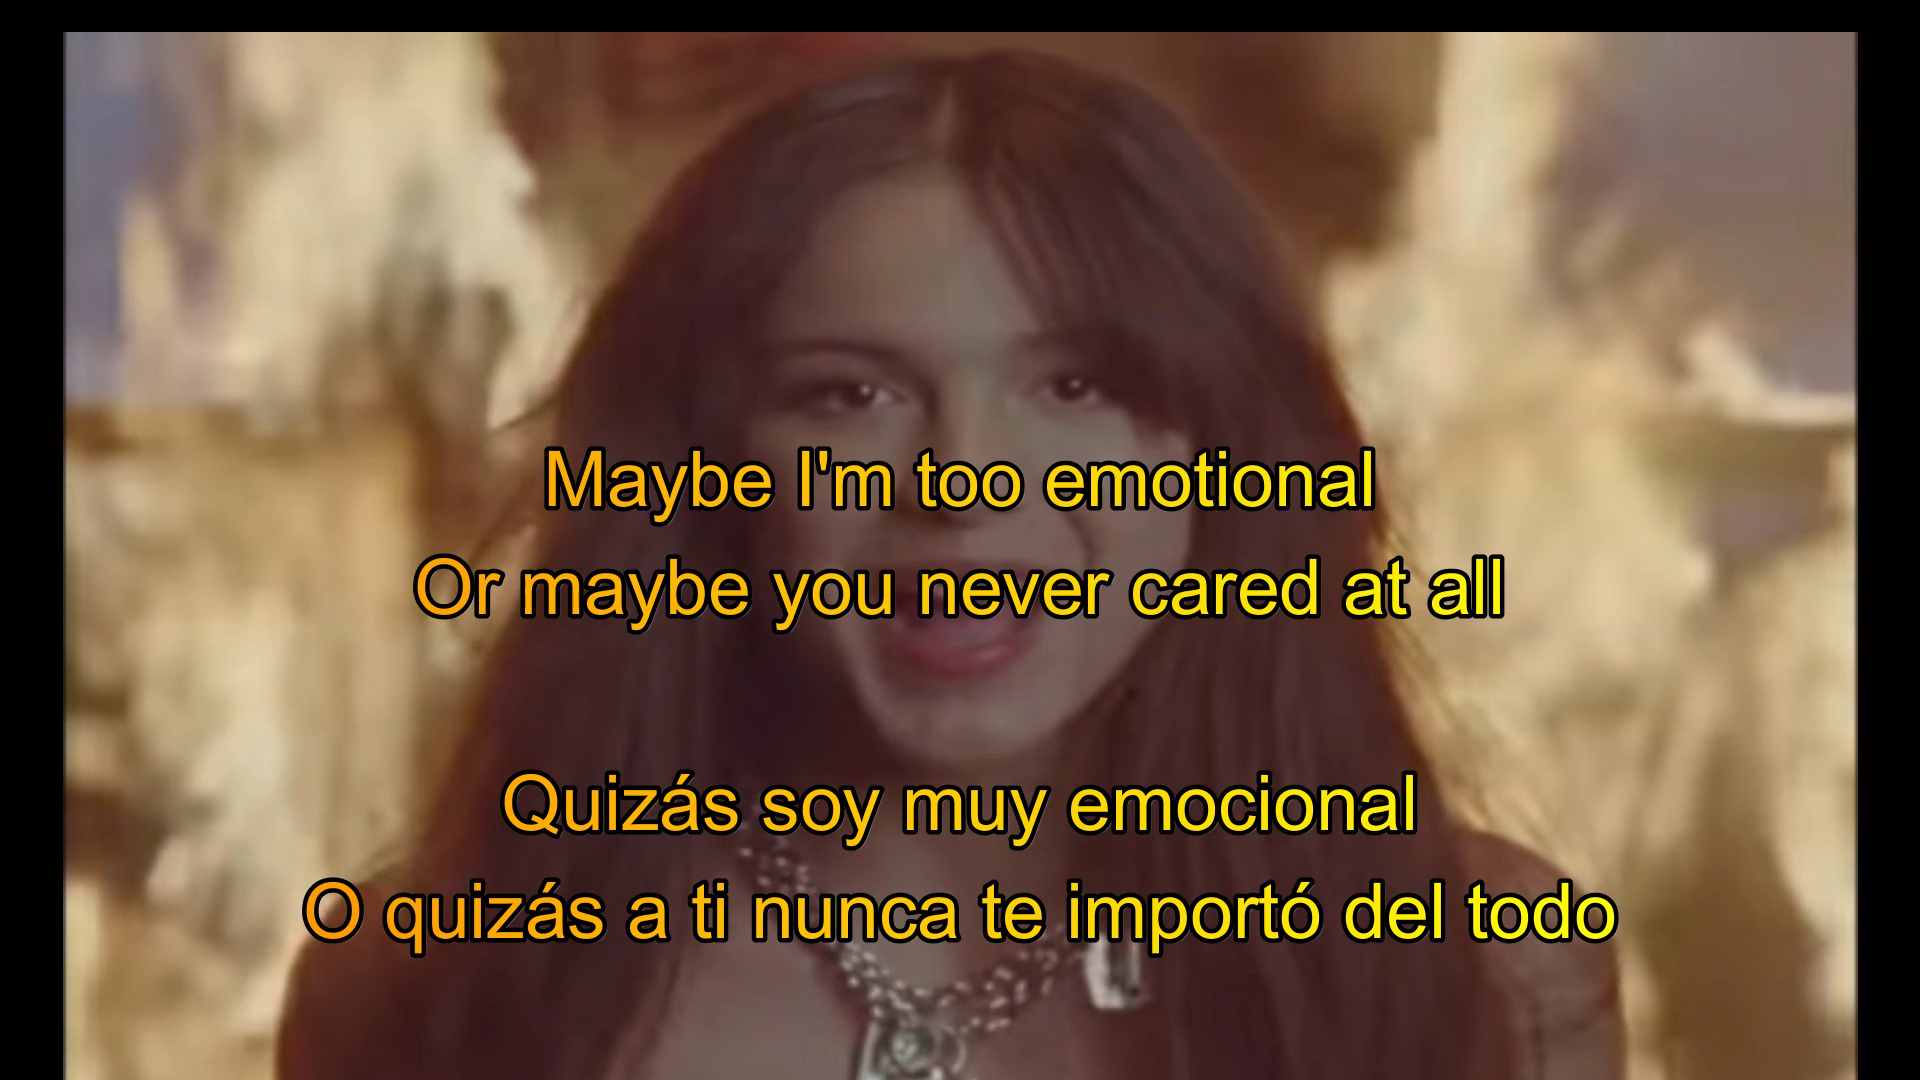 Maybe I'm too emotional
Or maybe you never cared at all
Quizás soy muy emocional
O quizás a ti nunca te importó del todo